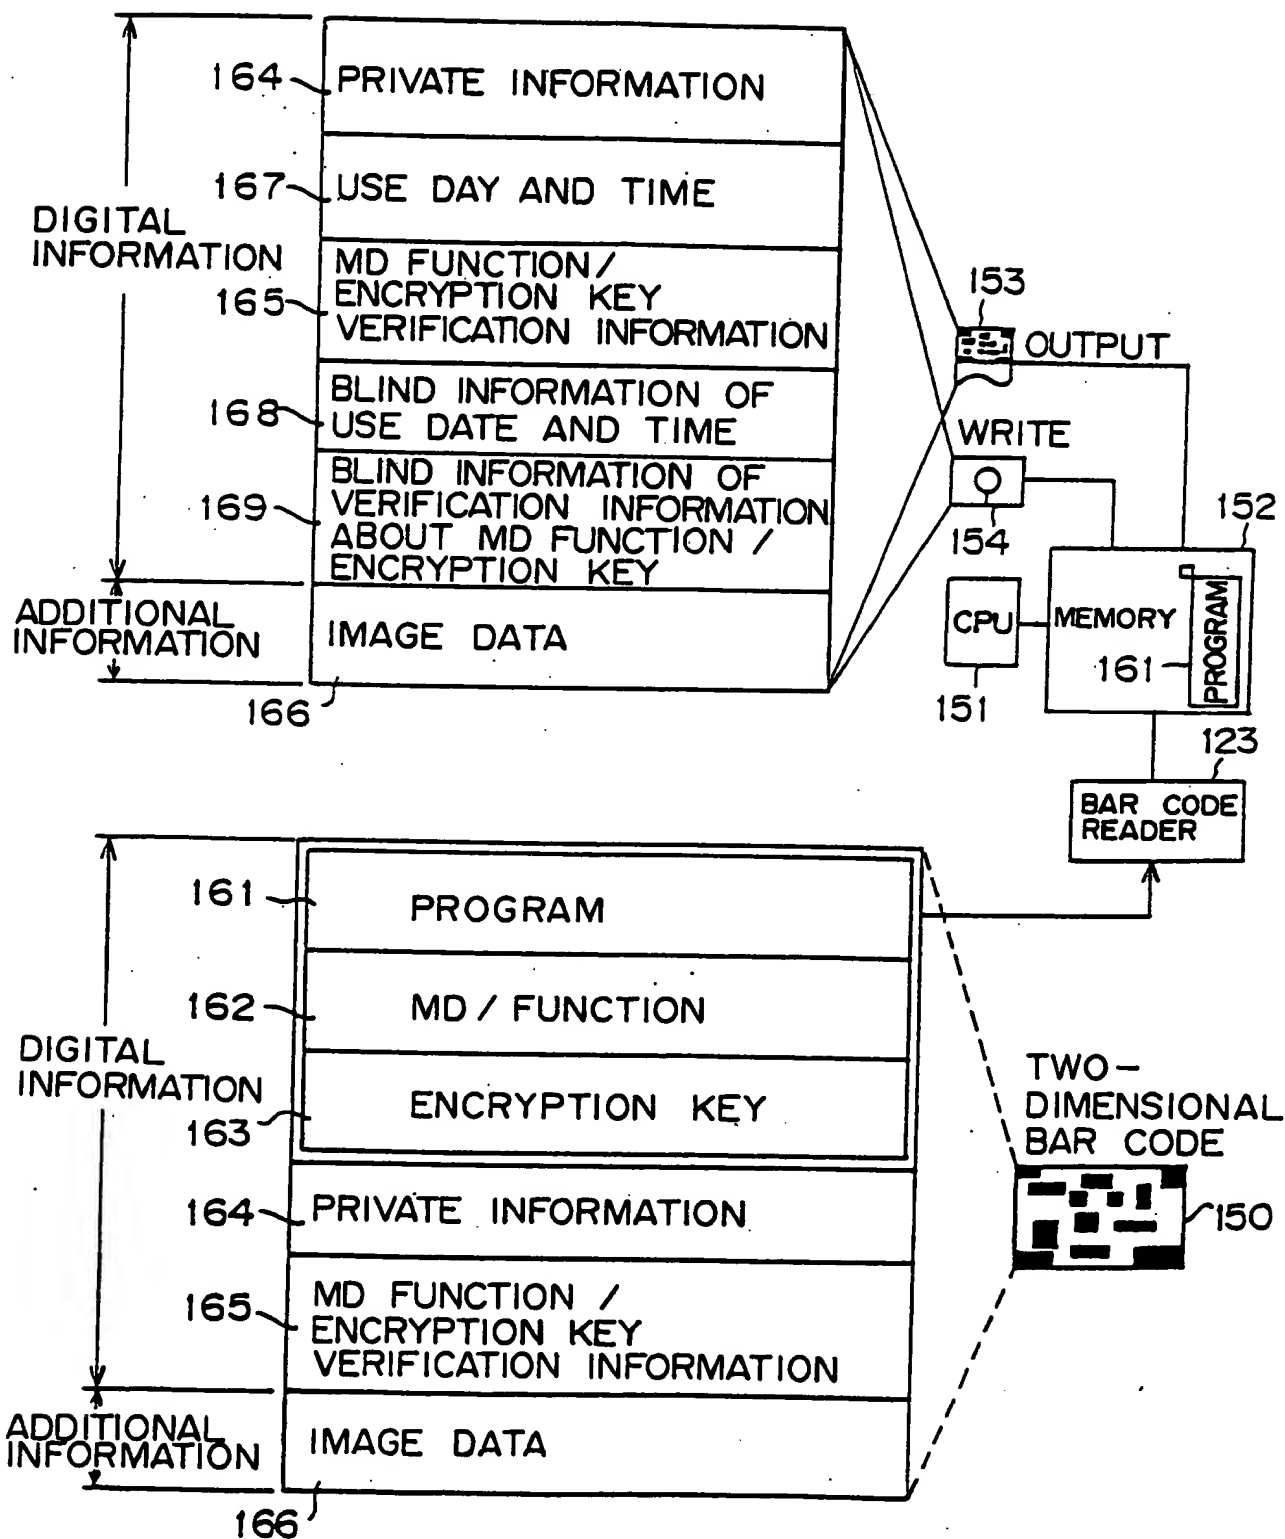 164
PRIVATE INFORMATION
167
USE DAY AND TIME
DIGITAL
INFORMATION
165
MD FUNCTION/
ENCRYPTION KEY
VERIFICATION INFORMATION
168
BLIND INFORMATION OF
USE DATE AND TIME
169
BLIND INFORMATION OF
VERIFICATION INFORMATION
ABOUT MD FUNCTION /
ENCRYPTION KEY
ADDITIONAL
INFORMATION
IMAGE DATA
166
153
OUTPUT
WRITE
154
152
CPU
151
MEMORY
161
PROGRAM
123
BAR CODE
READER
161
PROGRAM
162
MD / FUNCTION
DIGITAL
INFORMATION
163
ENCRYPTION KEY
164
PRIVATE INFORMATION
165
MD FUNCTION /
ENCRYPTION KEY
VERIFICATION INFORMATION
ADDITIONAL
INFORMATION
IMAGE DATA
166
TWO-
DIMENSIONAL
BAR CODE
150